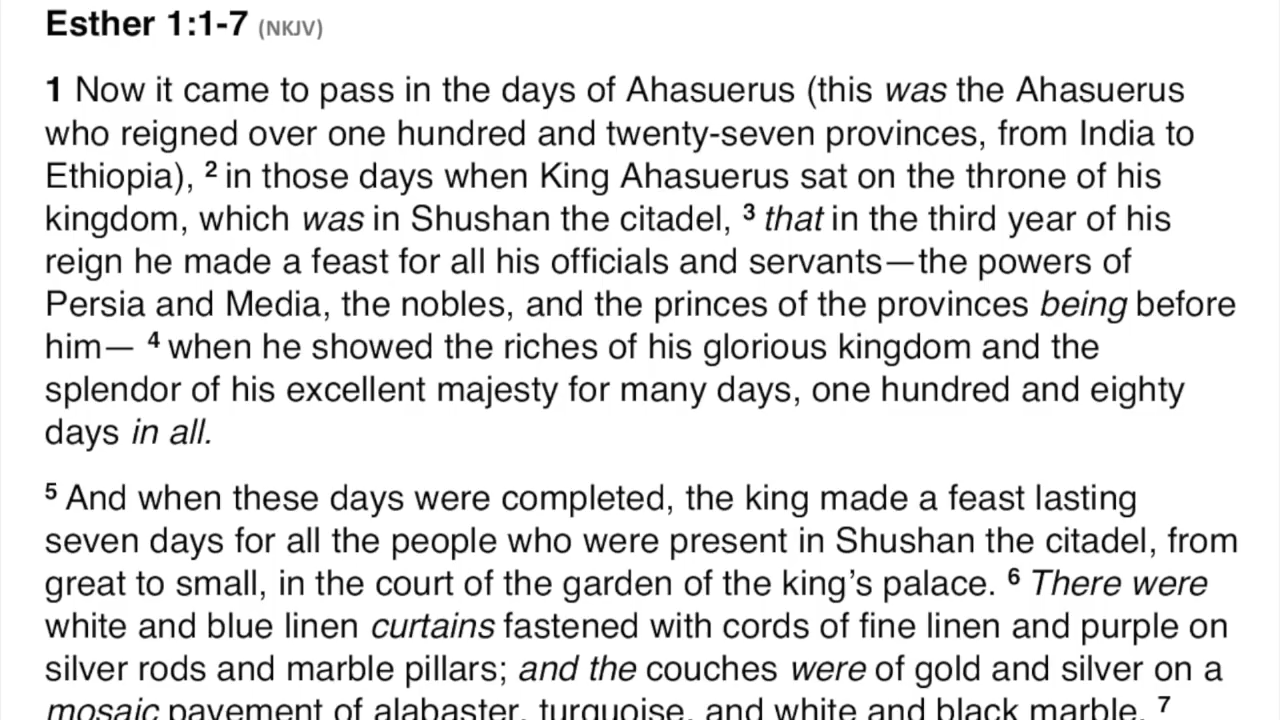 Esther 1:1-7 (NKJV)
1 Now it came to pass in the days of Ahasuerus (this was the Ahasuerus
who reigned over one hundred and twenty-seven provinces, from India to
Ethiopia), 2 in those days when King Ahasuerus sat on the throne of his
kingdom, which was in Shushan the citadel, 3 that in the third year of his
reign he made a feast for all his officials and servants—the powers of
Persia and Media, the nobles, and the princes of the provinces being before
him— 4 when he showed the riches of his glorious kingdom and the
splendor of his excellent majesty for many days, one hundred and eighty
days in all.
5 And when these days were completed, the king made a feast lasting
seven days for all the people who were present in Shushan the citadel, from
great to small, in the court of the garden of the king’s palace. 6 There were
white and blue linen curtains fastened with cords of fine linen and purple on
silver rods and marble pillars; and the couches were of gold and silver on a
mosaic pavement of alabaster, turquoise, and white and black marble. 7